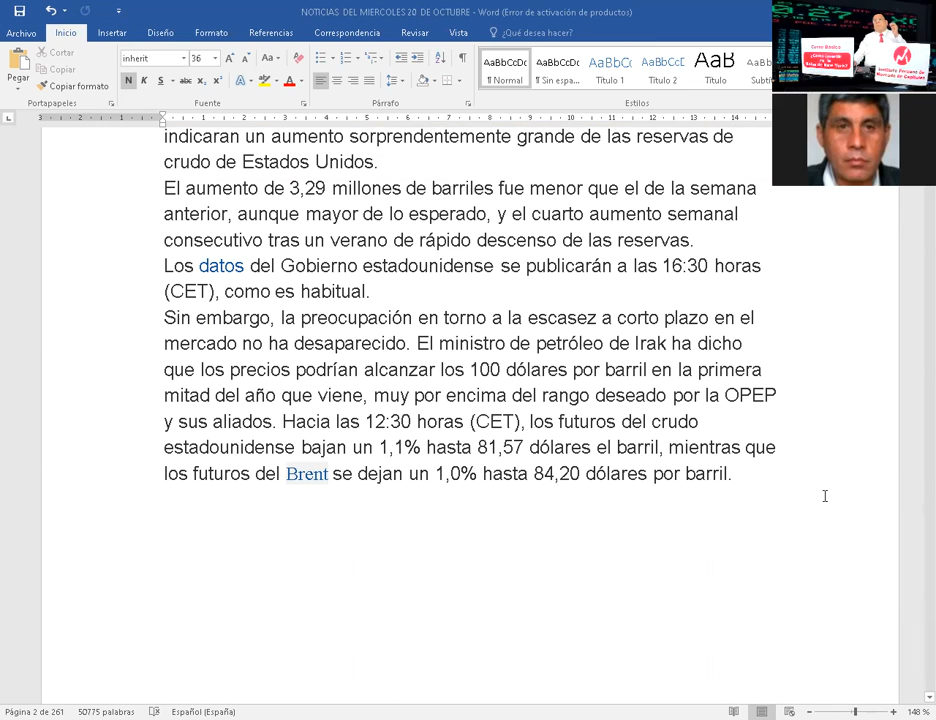 NOTICIAS DEL MIERCOLES 20 DE OCTUBRE - Word (Error de activación de productos)
Archivo Inicio Insertar Diseño Formato Referencias Correspondencia Revisar Vista ¿Qué desea hacer?
Pegar
Cortar
Copiar
Copiar formato
Portapapeles
inherit 36
Fuente
Párrafo
AaBbCcDc AaBbCcDc AaBbC( AaBbCcD AaB
¶ Normal ¶ Sin espa... Título 1 Título 2 Título Subtít
Estilos
Curso Básico
Instituto Peruano de
Mercado de Capitales
indicaran un aumento sorprendentemente grande de las reservas de
crudo de Estados Unidos.
El aumento de 3,29 millones de barriles fue menor que el de la semana
anterior, aunque mayor de lo esperado, y el cuarto aumento semanal
consecutivo tras un verano de rápido descenso de las reservas.
Los datos del Gobierno estadounidense se publicarán a las 16:30 horas
(CET), como es habitual.
Sin embargo, la preocupación en torno a la escasez a corto plazo en el
mercado no ha desaparecido. El ministro de petróleo de Irak ha dicho
que los precios podrían alcanzar los 100 dólares por barril en la primera
mitad del año que viene, muy por encima del rango deseado por la OPEP
y sus aliados. Hacia las 12:30 horas (CET), los futuros del crudo
estadounidense bajan un 1,1% hasta 81,57 dólares el barril, mientras que
los futuros del Brent se dejan un 1,0% hasta 84,20 dólares por barril.
Página 2 de 261 50775 palabras Español (España) 148 %